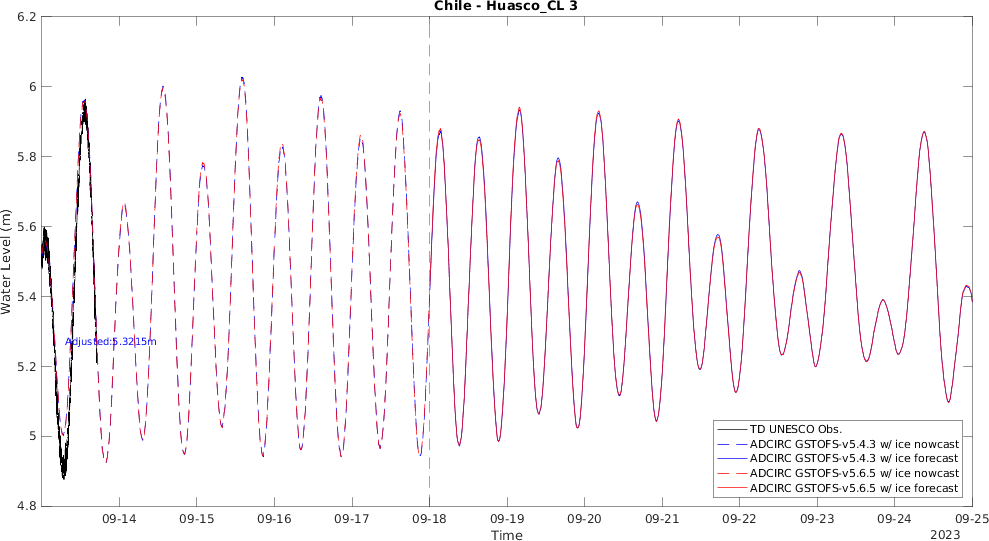 Chile - Huasco_CL 3
6.2
6
5.8
5.6
5.4
5.2
5
4.8
Water Level (m)
Adjusted:5.3215m
TD UNESCO Obs.
ADCIRC GSTOFS-v5.4.3 w/ ice nowcast
ADCIRC GSTOFS-v5.4.3 w/ ice forecast
ADCIRC GSTOFS-v5.6.5 w/ ice nowcast
ADCIRC GSTOFS-v5.6.5 w/ ice forecast
09-14 09-15 09-16 09-17 09-18 09-19 09-20 09-21 09-22 09-23 09-24 09-25
Time
2023